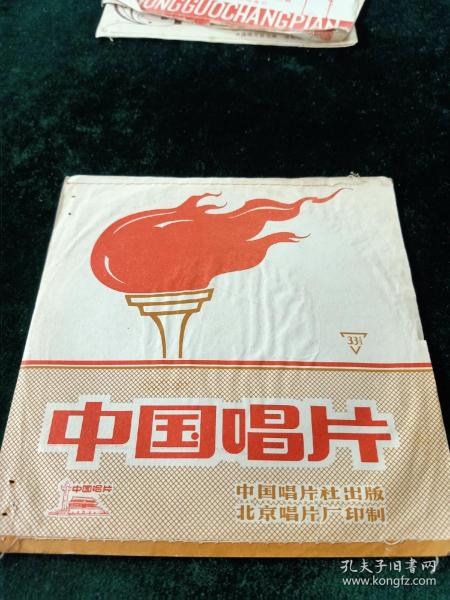 ONGGUOCHANGPIAN
33⅓
中国唱片
中国唱片
中国唱片社出版
北京唱片厂印制
孔夫子旧书网
www.kongfz.com